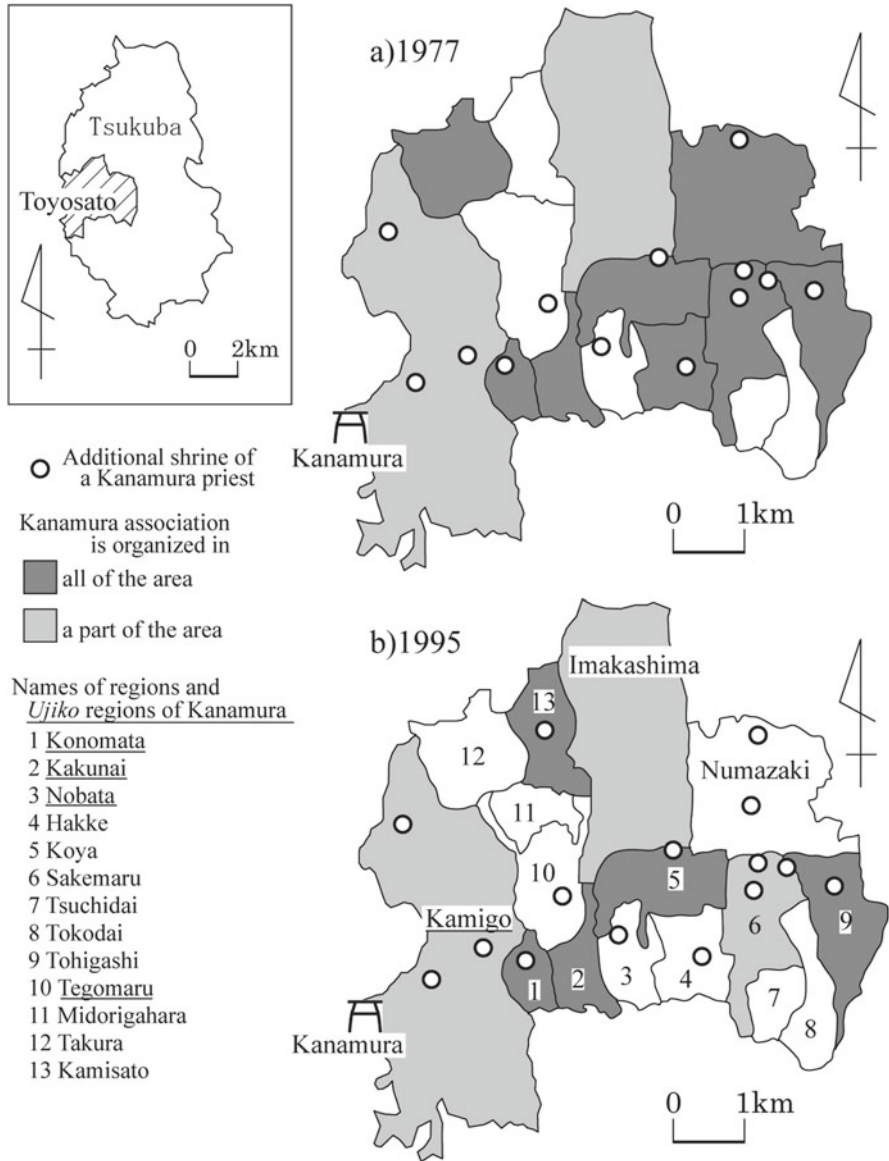 Tsukuba
Toyosato
0 2km
Additional shrine of
a Kanamura priest
Kanamura association
is organized in
all of the area
a part of the area
Names of regions and
Ujiko regions of Kanamura
1 Konomata
2 Kakunai
3 Nobata
4 Hakke
5 Koya
6 Sakemaru
7 Tsuchidai
8 Tokodai
9 Tohigashi
10 Tegomaru
11 Midorigahara
12 Takura
13 Kamisato
a)1977
Kanamura
0 1km
b)1995
Imakashima
13
12
Numazaki
11
10
5
Kamigo
6
9
1
2
3
4
7
8
Kanamura
0 1km